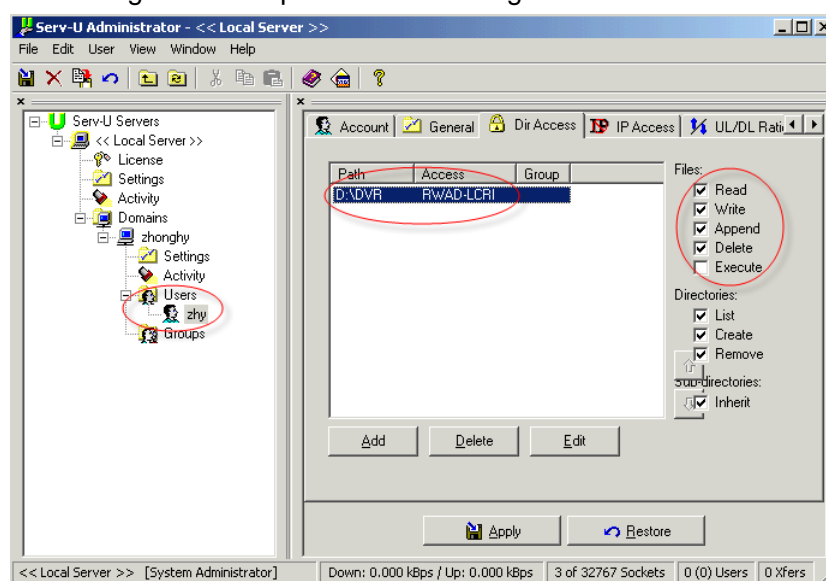 Serv-U Administrator - << Local Server >>
File Edit User View Window Help
Serv-U Servers
<< Local Server >>
License
Settings
Activity
Domains
zhonghy
Settings
Activity
Users
zhy
Groups
Account General Dir Access IP Access UL/DL
Path Access Group
D:\DVR RWAD-LCRI
Files:
Read
Write
Append
Delete
Execute
Directories:
List
Create
Remove
Sub-directories:
Inherit
Add Delete Edit
Apply Restore
<< Local Server >> [System Administrator] Down: 0.000 kBps / Up: 0.000 kBps 3 of 32767 Sockets 0 (0) Users 0 Xfers